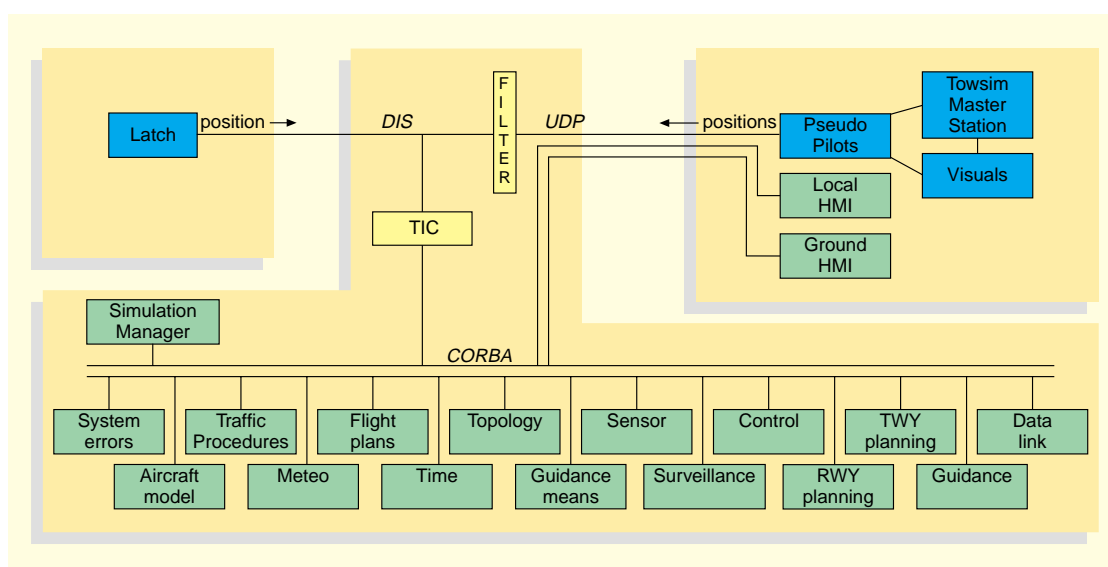 Latch
position
DIS
FILTER
UDP
positions
Pseudo
Pilots
Towsim
Master
Station
Visuals
Local
HMI
Ground
HMI
TIC
Simulation
Manager
CORBA
System
errors
Traffic
Procedures
Flight
plans
Topology
Sensor
Control
TWY
planning
Data
link
Aircraft
model
Meteo
Time
Guidance
means
Surveillance
RWY
planning
Guidance